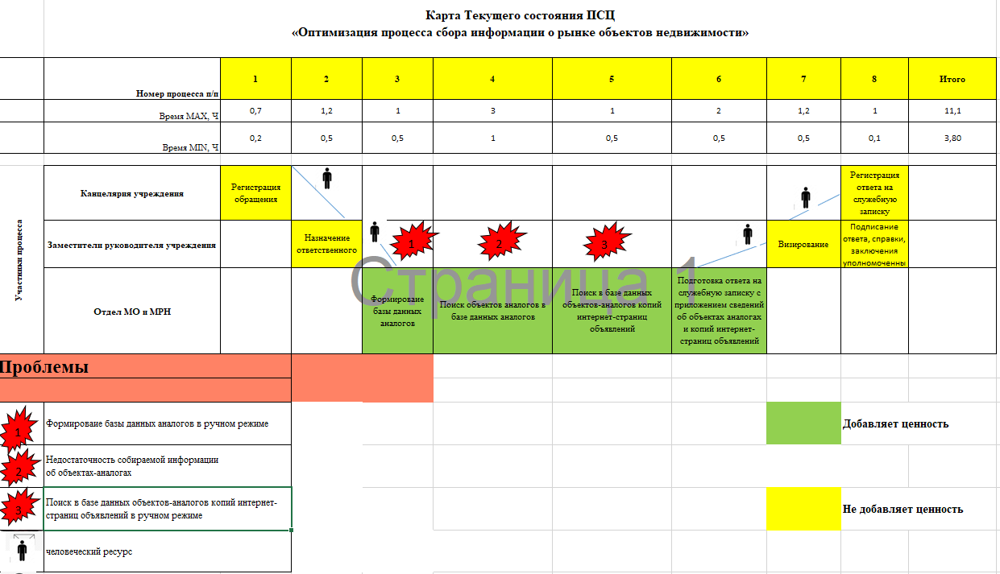 Карта Текущего состояния ПСЦ
«Оптимизация процесса сбора информации о рынке объектов недвижимости»
Номер процесса п/п 1 2 3 4 5 6 7 8 Итого
Время MAX, Ч 0,7 1,2 1 3 1 2 1,2 1 11,1
Время MIN, Ч 0,2 0,5 0,5 1 0,5 0,5 0,5 0,1 3,80
Участники процесса
Канцелярия учреждения
Регистрация
обращения
Регистрация
ответа на
служебную
записку
Заместители руководителя учреждения
Назначение
ответственного
1
2
3
Визирование
Подписание
ответа, справки,
заключения
уполномоченны
Страница 1
Отдел МО и МРН
Формироваие
базы данных
аналогов
Поиск объектов аналогов в
базе данных аналогов
Поиск в базе данных
объектов-аналогов копий
интернет-страниц
объявлений
Подготовка ответа на
служебную записку с
приложением сведений
об объектах аналогах
и копий интернет-
страниц объявлений
Проблемы
1 Формироваие базы данных аналогов в ручном режиме
Добавляет ценность
2 Недостаточность собираемой информации
об объектах-аналогах
3 Поиск в базе данных объектов-аналогов копий интернет-
страниц объявлений в ручном режиме
Не добавляет ценность
человеческий ресурс